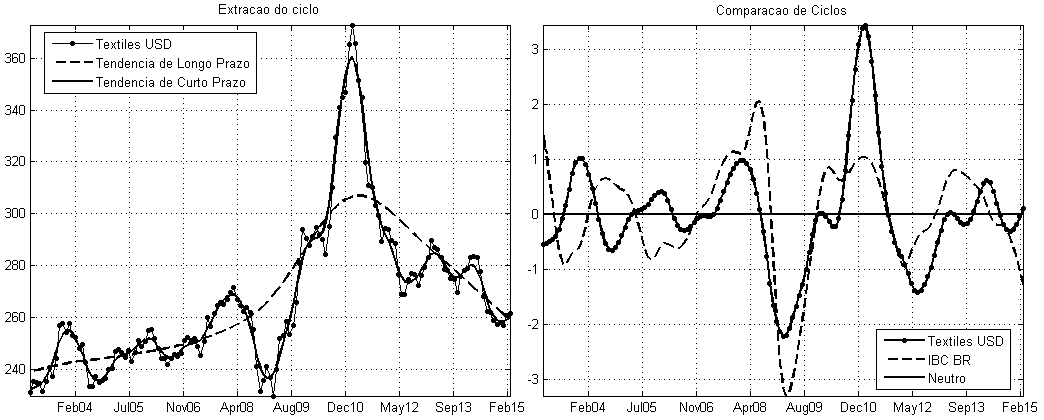 Extracao do ciclo
Textiles USD
Tendencia de Longo Prazo
Tendencia de Curto Prazo
360
340
320
300
280
260
240
Feb04 Jul05 Nov06 Apr08 Aug09 Dec10 May12 Sep13 Feb15
Comparacao de Ciclos
3
2
1
0
-1
-2
-3
Textiles USD
IBC BR
Neutro
Feb04 Jul05 Nov06 Apr08 Aug09 Dec10 May12 Sep13 Feb15